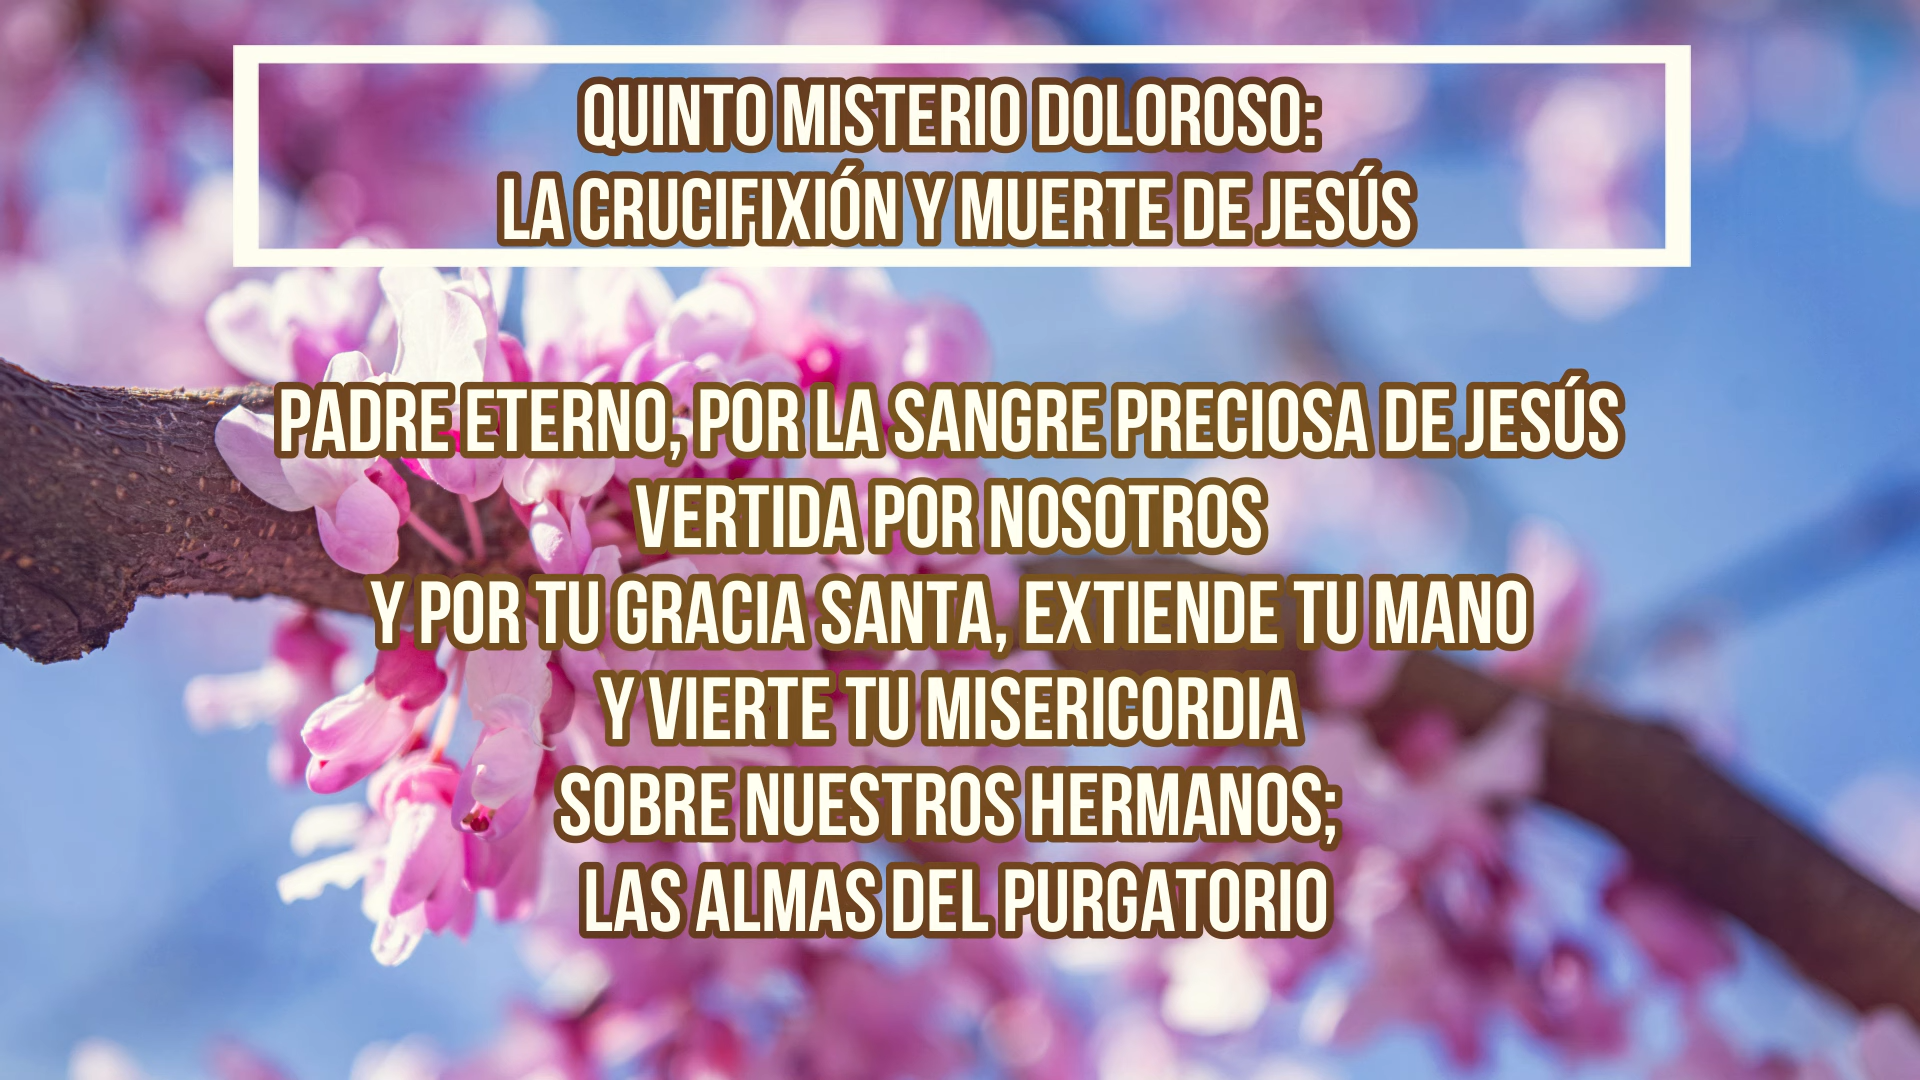 QUINTO MISTERIO DOLOROSO:
LA CRUCIFIXIÓN Y MUERTE DE JESÚS
PADRE ETERNO, POR LA SANGRE PRECIOSA DE JESÚS
VERTIDA POR NOSOTROS
Y POR TU GRACIA SANTA, EXTIENDE TU MANO
Y VIERTE TU MISERICORDIA
SOBRE NUESTROS HERMANOS;
LAS ALMAS DEL PURGATORIO